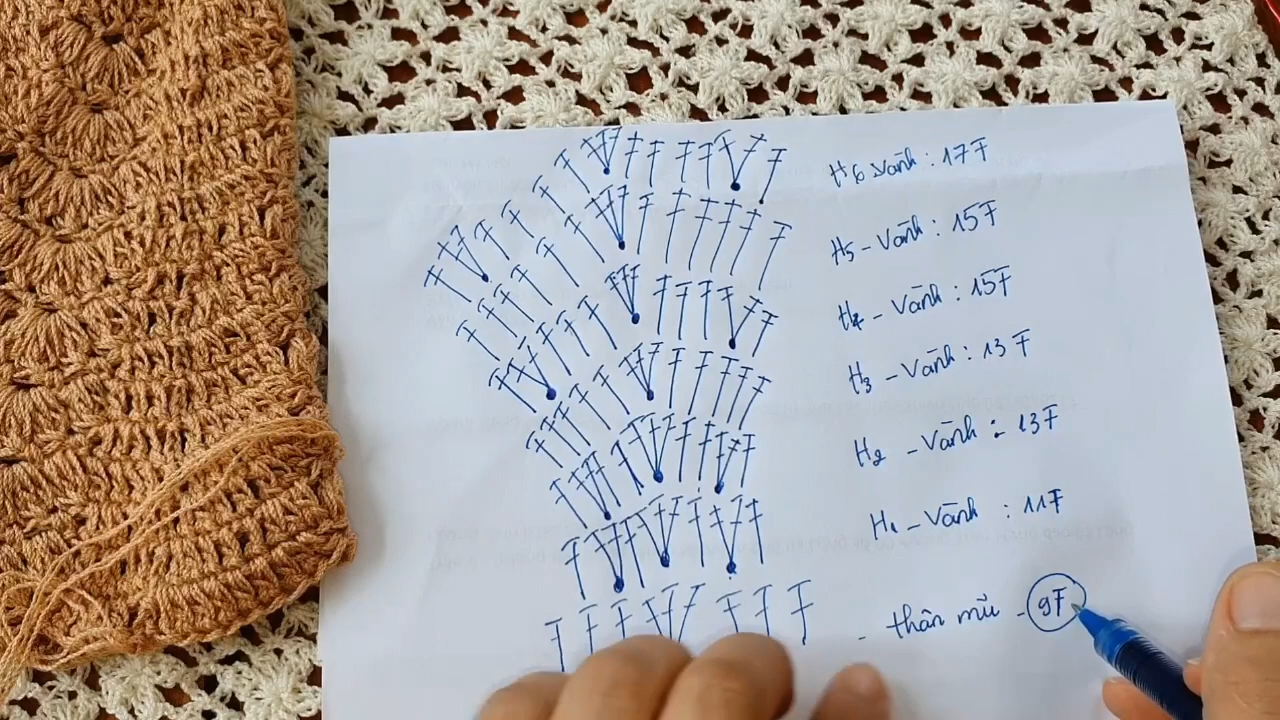 H6 vành : 17F
H5 - Vành : 15F
H4 - Vành : 15F
H3 - Vành : 13F
H2 - Vành : 13F
H1 - Vành : 11F
- thân mũ - 9F